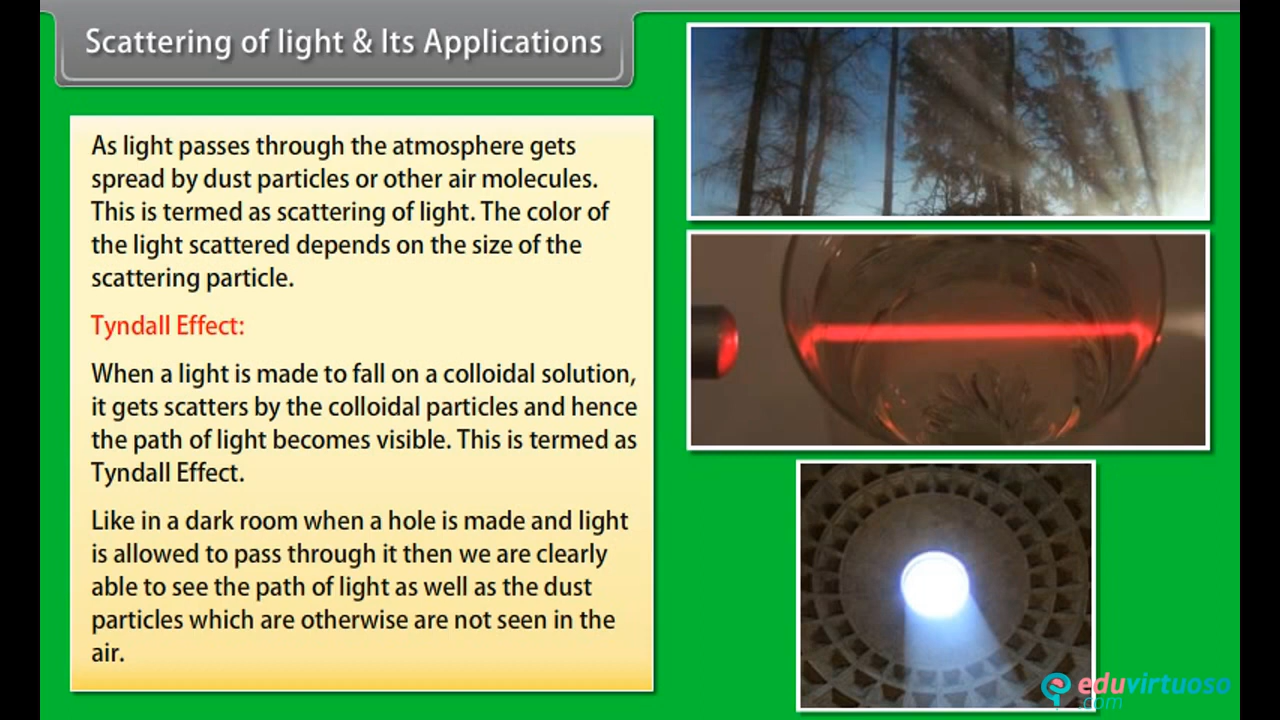 Scattering of light & Its Applications
As light passes through the atmosphere gets
spread by dust particles or other air molecules.
This is termed as scattering of light. The color of
the light scattered depends on the size of the
scattering particle.
Tyndall Effect:
When a light is made to fall on a colloidal solution,
it gets scatters by the colloidal particles and hence
the path of light becomes visible. This is termed as
Tyndall Effect.
Like in a dark room when a hole is made and light
is allowed to pass through it then we are clearly
able to see the path of light as well as the dust
particles which are otherwise are not seen in the
air.
eduvirtuoso
.com